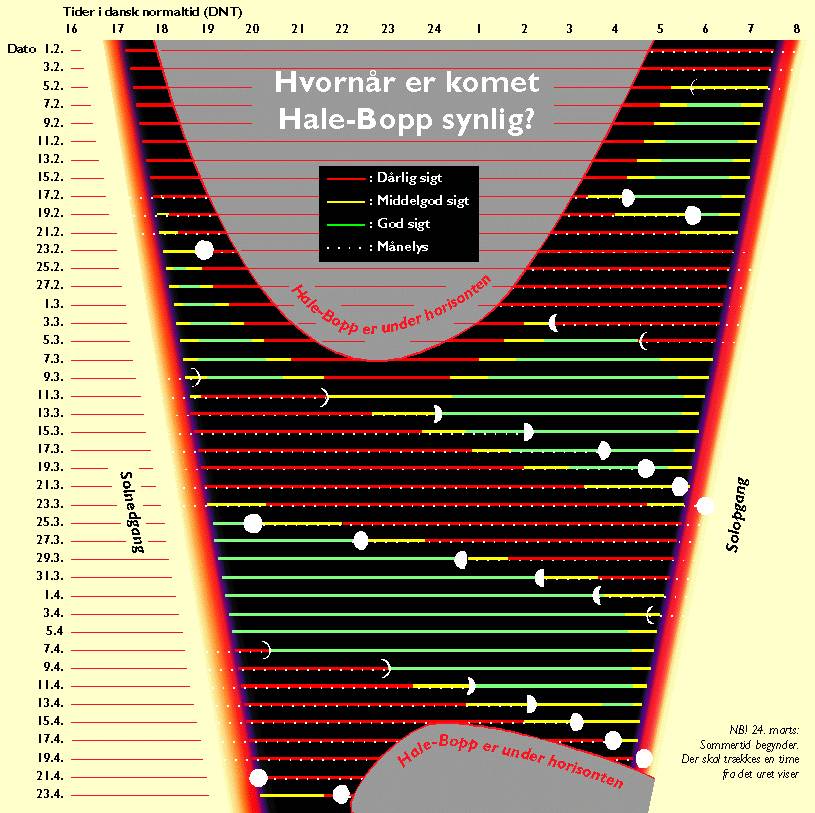 Tider i dansk normaltid (DNT)
16 17 18 19 20 21 22 23 24 1 2 3 4 5 6 7 8
Dato 1.2.
3.2.
5.2.
7.2.
9.2.
11.2.
13.2.
15.2.
17.2.
19.2.
21.2.
23.2.
25.2.
27.2.
1.3.
3.3.
5.3.
7.3.
9.3.
11.3.
13.3.
15.3.
17.3.
19.3.
21.3.
23.3.
25.3.
27.3.
29.3.
31.3.
1.4.
3.4.
5.4
7.4.
9.4.
11.4.
13.4.
15.4.
17.4.
19.4.
21.4.
23.4.
Hvornår er komet
Hale-Bopp synlig?
: Dårlig sigt
: Middelgod sigt
: God sigt
: Månelys
Hale-Bopp er under horisonten
Solnedgang
Solopgang
Hale-Bopp er under horisonten
NB! 24. marts:
Sommertid begynder.
Der skal trækkes en time
fra det uret viser